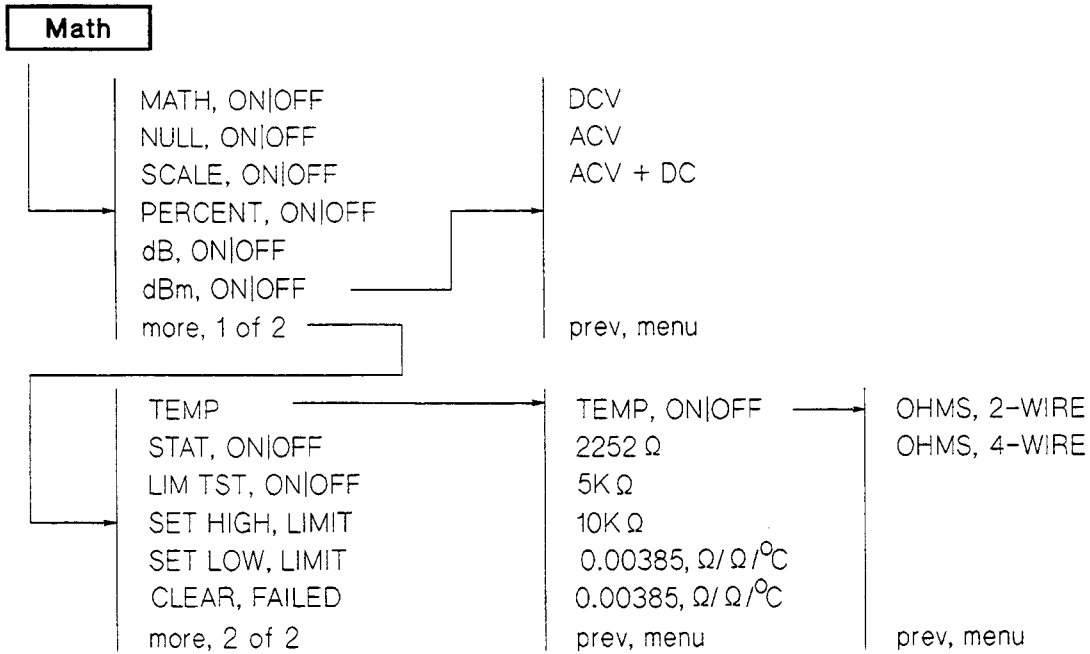 Math
MATH, ON|OFF
NULL, ON|OFF
SCALE, ON|OFF
PERCENT, ON|OFF
dB, ON|OFF
dBm, ON|OFF
more, 1 of 2
DCV
ACV
ACV + DC
prev, menu
TEMP
STAT, ON|OFF
LIM TST, ON|OFF
SET HIGH, LIMIT
SET LOW, LIMIT
CLEAR, FAILED
more, 2 of 2
TEMP, ON|OFF
2252 Ω
5K Ω
10K Ω
0.00385, Ω/Ω/°C
0.00385, Ω/Ω/°C
prev, menu
OHMS, 2-WIRE
OHMS, 4-WIRE
prev, menu